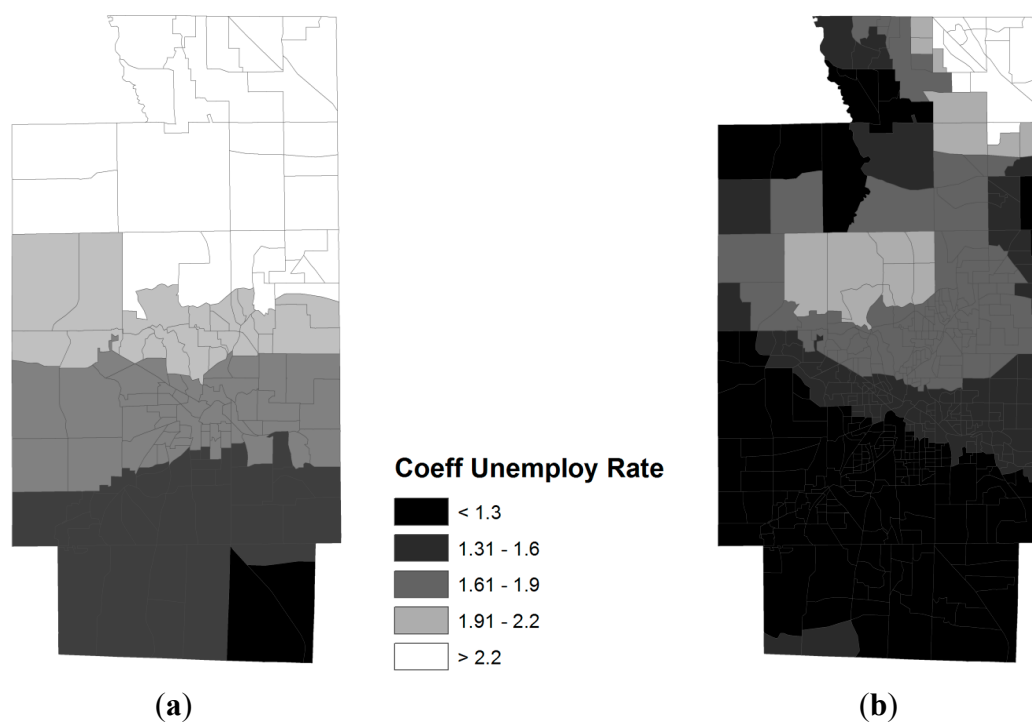 Coeff Unemploy Rate
< 1.3
1.31 - 1.6
1.61 - 1.9
1.91 - 2.2
> 2.2
(a)
(b)